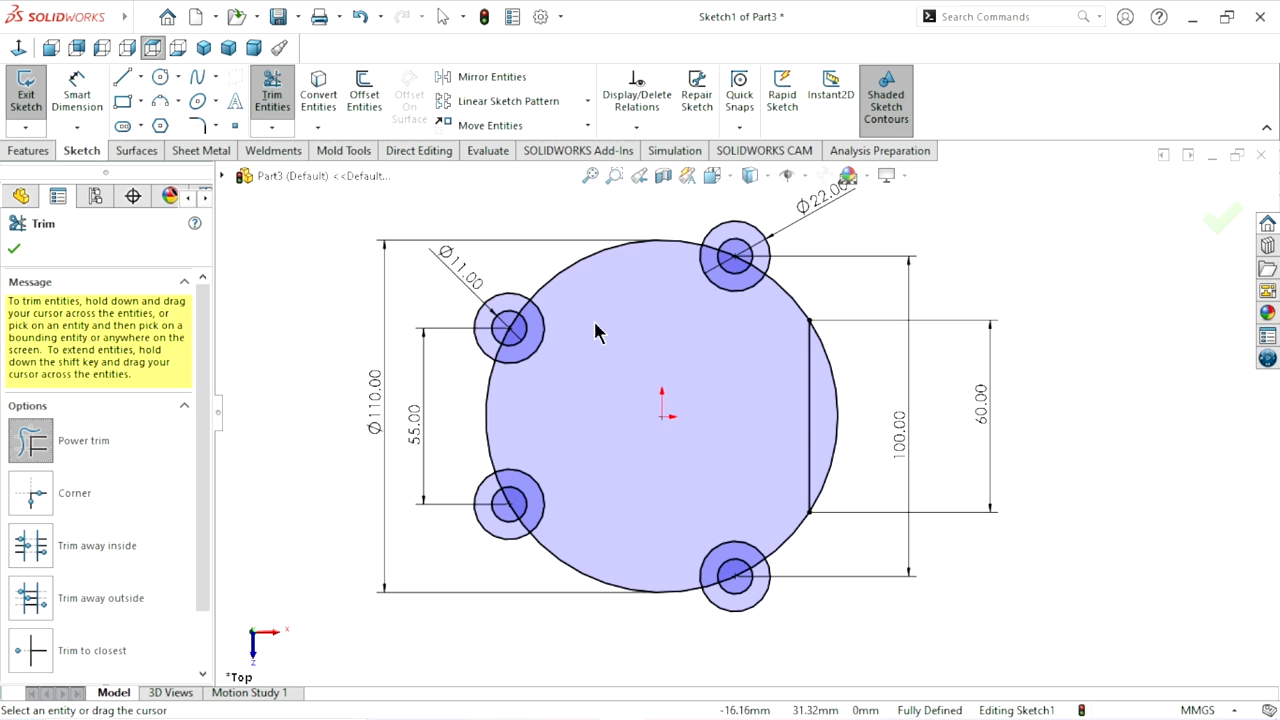 SOLIDWORKS
Sketch1 of Part3 *
Search Commands
Exit Sketch
Smart Dimension
Trim Entities
Convert Entities
Offset Entities
Offset On Surface
Mirror Entities
Linear Sketch Pattern
Move Entities
Display/Delete Relations
Repair Sketch
Quick Snaps
Rapid Sketch
Instant2D
Shaded Sketch Contours
Features
Sketch
Surfaces
Sheet Metal
Weldments
Mold Tools
Direct Editing
Evaluate
SOLIDWORKS Add-Ins
Simulation
SOLIDWORKS CAM
Analysis Preparation
Part3 (Default) <<Default...
Trim
Message
To trim entities, hold down and drag
your cursor across the entities, or
pick on an entity and then pick on a
bounding entity or anywhere on the
screen. To extend entities, hold
down the shift key and drag your
cursor across the entities.
Options
Power trim
Corner
Trim away inside
Trim away outside
Trim to closest
Ø22.00
Ø11.00
Ø110.00
55.00
100.00
60.00
x
z
*Top
Model
3D Views
Motion Study 1
Select an entity or drag the cursor
-16.16mm
31.32mm
0mm
Fully Defined
Editing Sketch1
MMGS